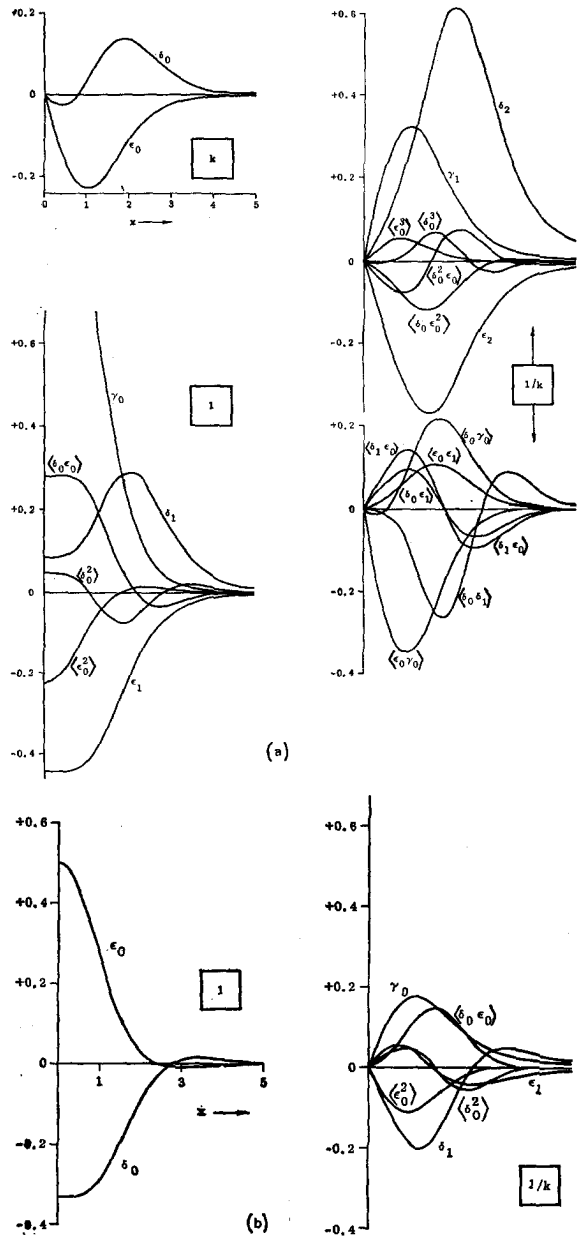 +0.2
0
-0.2
δ₀
ε₀
k
0 1 2 3 4 5
x →
+0.6
+0.4
+0.2
0
-0.2
-0.4
γ₀
1
⟨δ₀ε₀⟩
δ₁
⟨δ₀²⟩
⟨ε₀²⟩
ε₁
+0.6
+0.4
+0.2
0
-0.2
δ₂
γ₁
⟨ε₀³⟩
⟨δ₀³⟩
⟨δ₀²ε₀⟩
⟨δ₀ε₀²⟩
ε₂
1/k
+0.2
0
-0.2
-0.4
⟨δ₀γ₀⟩
⟨δ₁ε₀⟩
⟨ε₀ε₁⟩
⟨δ₀ε₁⟩
⟨δ₁ε₀⟩
⟨δ₀δ₁⟩
⟨ε₀γ₀⟩
(a)
+0.6
+0.4
+0.2
0
-0.2
-0.4
ε₀
1
1 3 5
x →
δ₀
(b)
+0.6
+0.4
+0.2
0
-0.2
-0.4
γ₀
⟨δ₀ε₀⟩
⟨ε₀²⟩
⟨δ₀²⟩
ε₁
δ₁
1/k